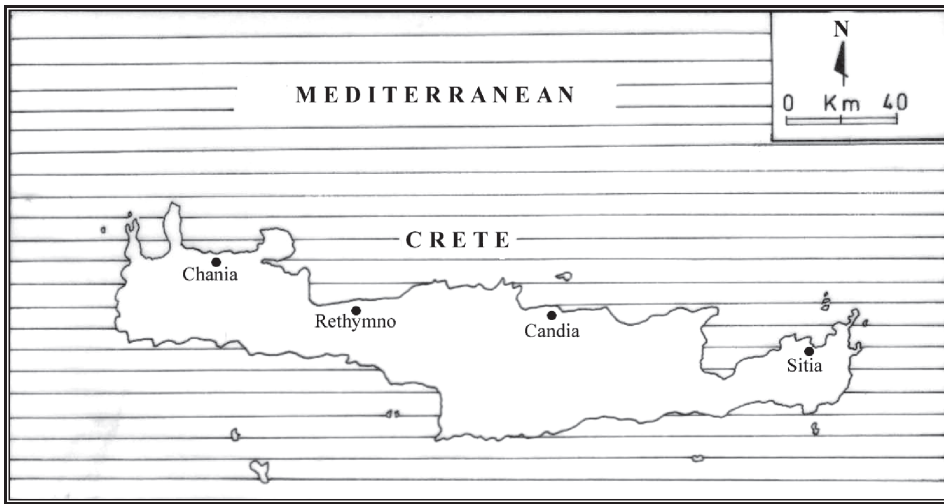 N
0 Km 40
MEDITERRANEAN
CRETE
Chania
Rethymno
Candia
Sitia